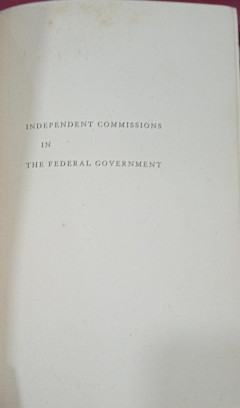 INDEPENDENT COMMISSIONS
IN
THE FEDERAL GOVERNMENT